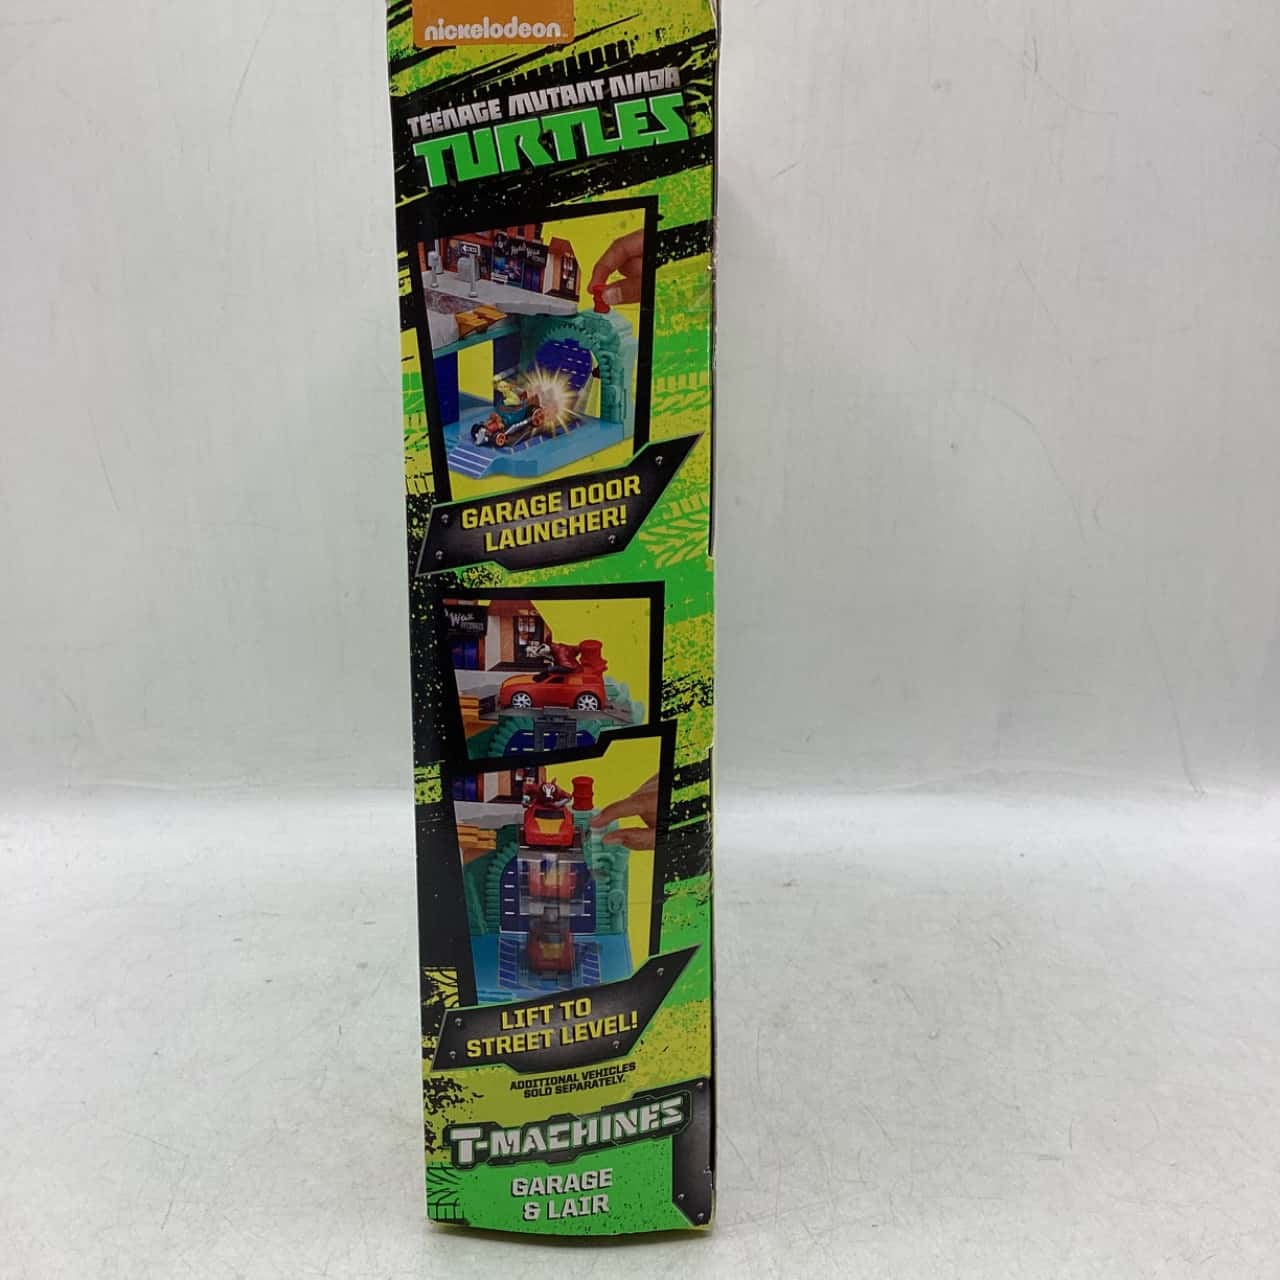 nickelodeon
TEENAGE MUTANT NINJA
TURTLES
GARAGE DOOR
LAUNCHER!
LIFT TO
STREET LEVEL!
ADDITIONAL VEHICLES
SOLD SEPARATELY.
T-MACHINES
GARAGE
& LAIR